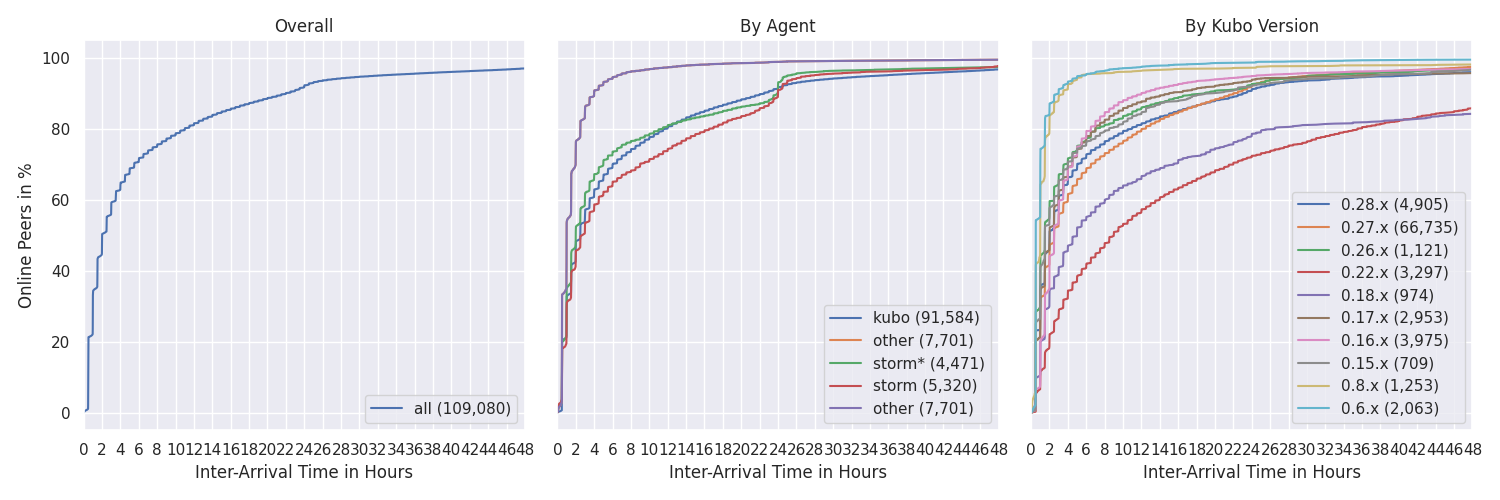 Overall
By Agent
By Kubo Version
Online Peers in %
100
80
60
40
20
0
all (109,080)
kubo (91,584)
other (7,701)
storm* (4,471)
storm (5,320)
other (7,701)
0.28.x (4,905)
0.27.x (66,735)
0.26.x (1,121)
0.22.x (3,297)
0.18.x (974)
0.17.x (2,953)
0.16.x (3,975)
0.15.x (709)
0.8.x (1,253)
0.6.x (2,063)
0 2 4 6 8 10 12 14 16 18 20 22 24 26 28 30 32 34 36 38 40 42 44 46 48
0 2 4 6 8 10 12 14 16 18 20 22 24 26 28 30 32 34 36 38 40 42 44 46 48
0 2 4 6 8 10 12 14 16 18 20 22 24 26 28 30 32 34 36 38 40 42 44 46 48
Inter-Arrival Time in Hours
Inter-Arrival Time in Hours
Inter-Arrival Time in Hours